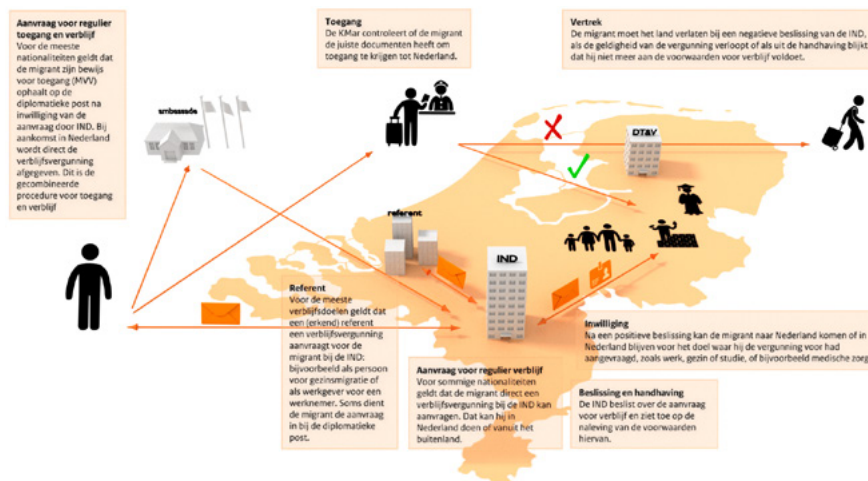 Aanvraag voor regulier
toegang en verblijf
Voor de meeste
nationaliteiten geldt dat
de migrant zijn bewijs
voor toegang (MVV)
ophaalt op de
diplomatieke post na
inwilliging van de
aanvraag door IND. Bij
aankomst in Nederland
wordt direct de
verblijfsvergunning
afgegeven. Dit is de
gecombineerde
procedure voor toegang
en verblijf
Toegang
De KMar controleert of de migrant
de juiste documenten heeft om
toegang te krijgen tot Nederland.
Vertrek
De migrant moet het land verlaten bij een negatieve beslissing van de IND,
als de geldigheid van de vergunning verloopt of als uit de handhaving blijkt
dat hij niet meer aan de voorwaarden voor verblijf voldoet.
ambassade
DT&V
referent
IND
Referent
Voor de meeste
verblijfsdoelen geldt dat
een (erkend) referent
een verblijfsvergunning
aanvraagt voor de
migrant bij de IND:
bijvoorbeeld als persoon
voor gezinsmigratie of
als werkgever voor een
werknemer. Soms dient
de migrant de aanvraag
in bij de diplomatieke
post.
Aanvraag voor regulier verblijf
Voor sommige nationaliteiten
geldt dat de migrant direct een
verblijfsvergunning bij de IND kan
aanvragen. Dat kan hij in
Nederland doen of vanuit het
buitenland.
Inwilliging
Na een positieve beslissing kan de migrant naar Nederland komen of in
Nederland blijven voor het doel waar hij de vergunning voor had
aangevraagd, zoals werk, gezin of studie, of bijvoorbeeld medische zorg
Beslissing en handhaving
De IND beslist over de aanvraag
voor verblijf en ziet toe op de
naleving van de voorwaarden
hiervan.